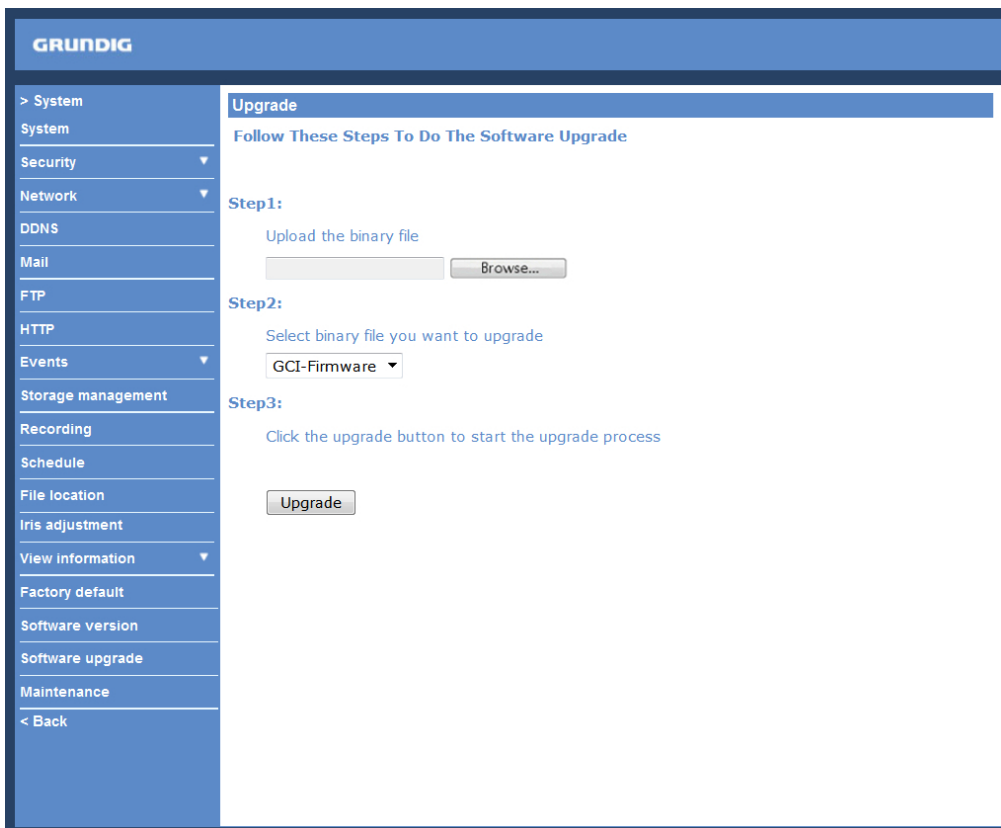 GRUNDIG
> System
System
Security
Network
DDNS
Mail
FTP
HTTP
Events
Storage management
Recording
Schedule
File location
Iris adjustment
View information
Factory default
Software version
Software upgrade
Maintenance
< Back
Upgrade
Follow These Steps To Do The Software Upgrade
Step1:
Upload the binary file
Browse...
Step2:
Select binary file you want to upgrade
GCI-Firmware
Step3:
Click the upgrade button to start the upgrade process
Upgrade